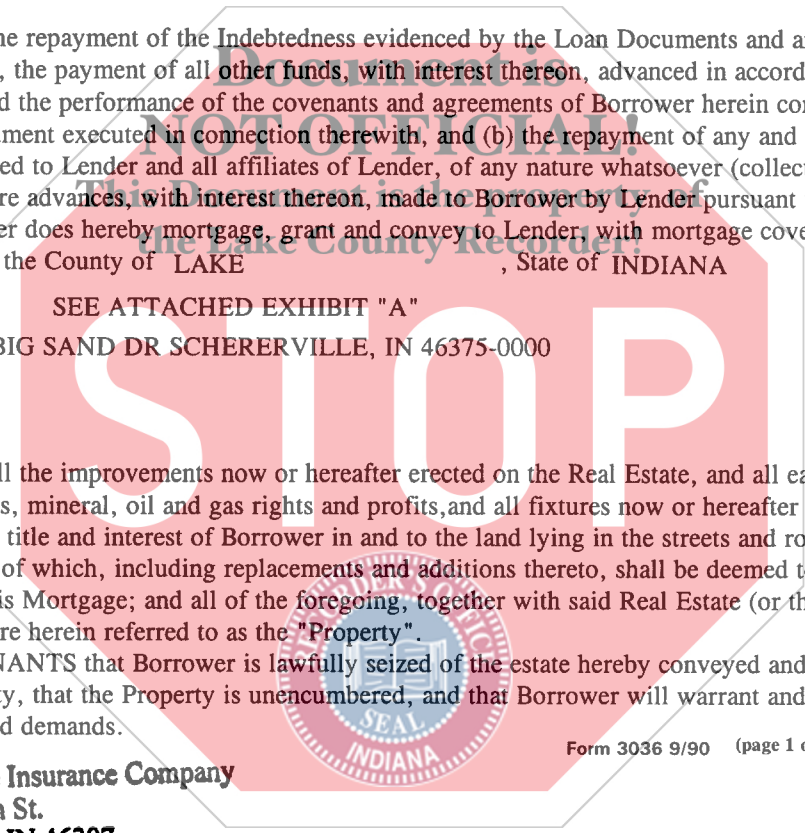 ne repayment of the Indebtedness evidenced by the Loan Documents and a
Document is
, the payment of all other funds, with interest thereon, advanced in accord
d the performance of the covenants and agreements of Borrower herein co
NOT OFFICIAL!
ument executed in connection therewith, and (b) the repayment of any and
ed to Lender and all affiliates of Lender, of any nature whatsoever (collec
This Document is the property of
re advances, with interest thereon, made to Borrower by Lender pursuant
er does hereby mortgage, grant and convey to Lender, with mortgage cove
the Lake County Recorder!
the County of LAKE , State of INDIANA
SEE ATTACHED EXHIBIT "A"
BIG SAND DR SCHERERVILLE, IN 46375-0000
STOP
ll the improvements now or hereafter erected on the Real Estate, and all ea
s, mineral, oil and gas rights and profits,and all fixtures now or hereafter
title and interest of Borrower in and to the land lying in the streets and ro
of which, including replacements and additions thereto, shall be deemed t
is Mortgage; and all of the foregoing, together with said Real Estate (or th
re herein referred to as the "Property".
NANTS that Borrower is lawfully seized of the estate hereby conveyed and
ty, that the Property is unencumbered, and that Borrower will warrant and
d demands.
RECORDER'S OFFICE
SEAL
INDIANA
Form 3036 9/90 (page 1 o
Insurance Company
St.
IN 46307